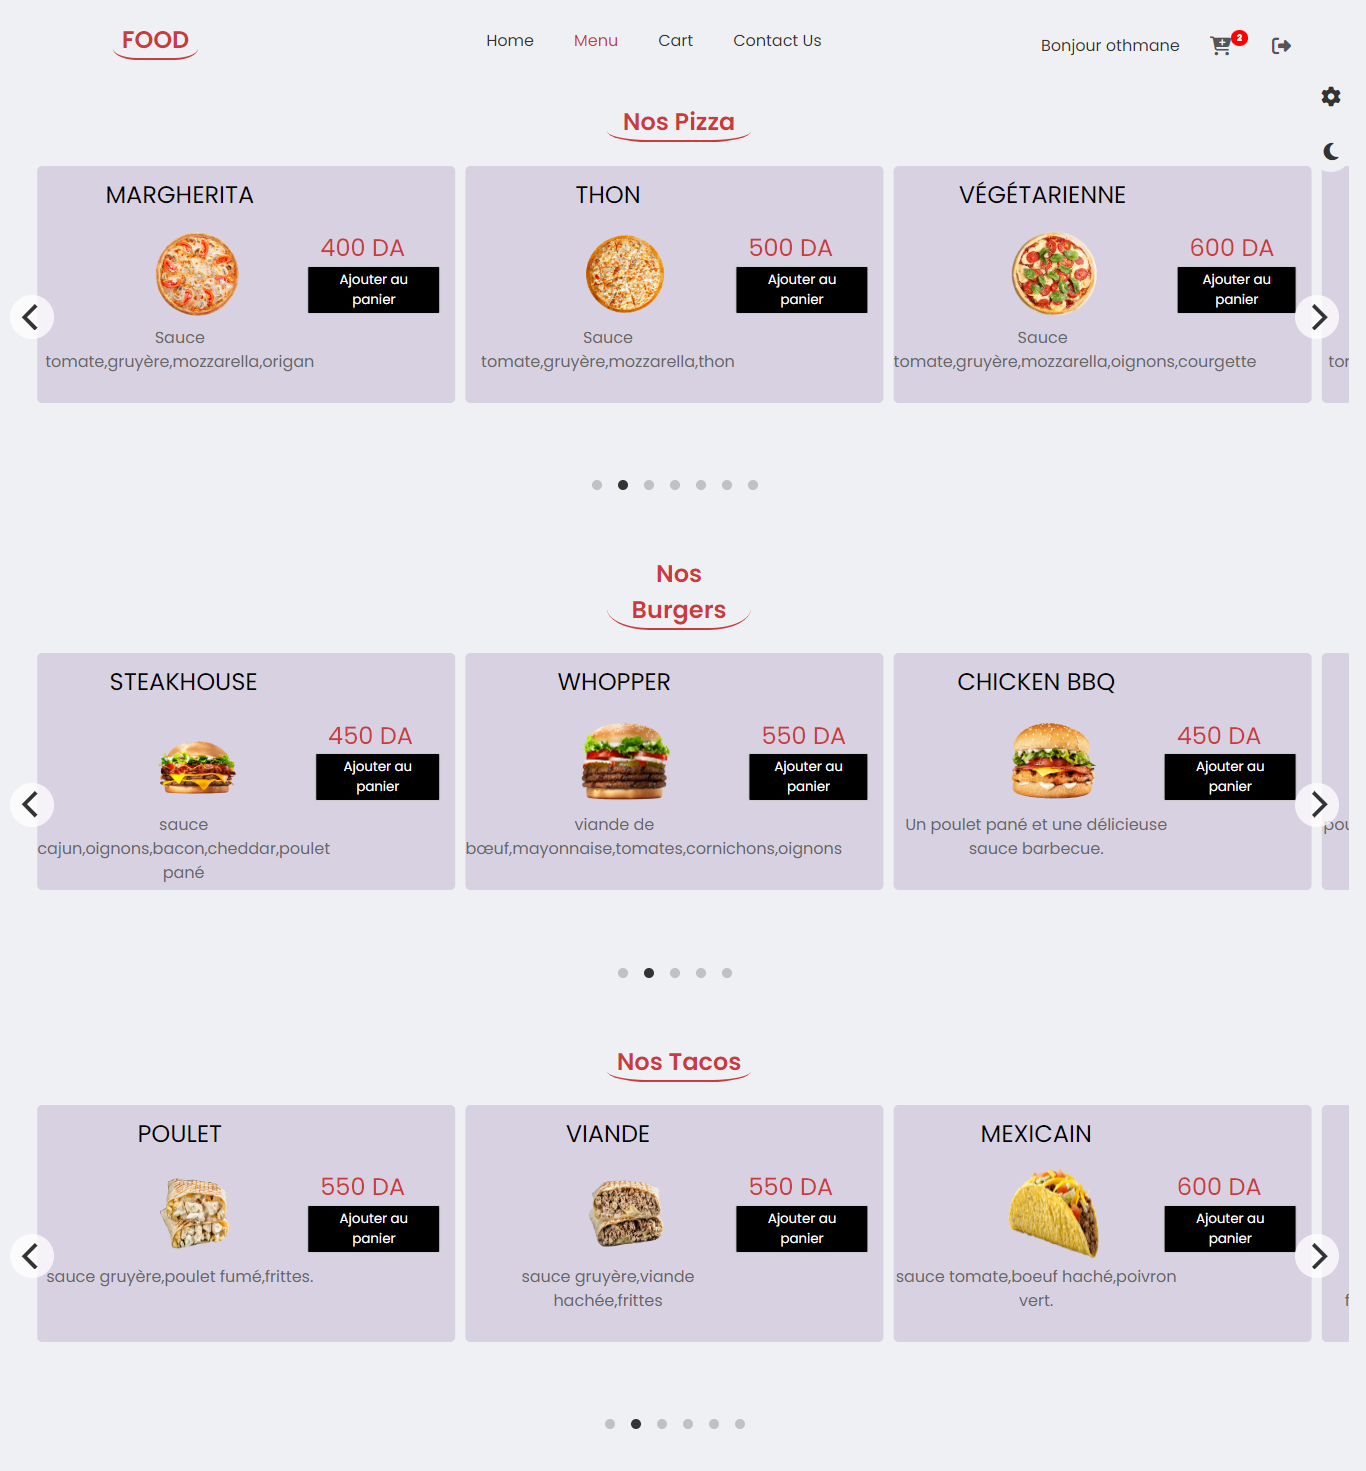 FOOD
Home Menu Cart Contact Us
Bonjour othmane
2
Nos Pizza
MARGHERITA
400 DA
Ajouter au
panier
Sauce
tomate,gruyère,mozzarella,origan
THON
500 DA
Ajouter au
panier
Sauce
tomate,gruyère,mozzarella,thon
VÉGÉTARIENNE
600 DA
Ajouter au
panier
Sauce
tomate,gruyère,mozzarella,oignons,courgette
Nos
Burgers
STEAKHOUSE
450 DA
Ajouter au
panier
sauce
cajun,oignons,bacon,cheddar,poulet
pané
WHOPPER
550 DA
Ajouter au
panier
viande de
bœuf,mayonnaise,tomates,cornichons,oignons
CHICKEN BBQ
450 DA
Ajouter au
panier
Un poulet pané et une délicieuse
sauce barbecue.
Nos Tacos
POULET
550 DA
Ajouter au
panier
sauce gruyère,poulet fumé,frittes.
VIANDE
550 DA
Ajouter au
panier
sauce gruyère,viande
hachée,frittes
MEXICAIN
600 DA
Ajouter au
panier
sauce tomate,boeuf haché,poivron
vert.